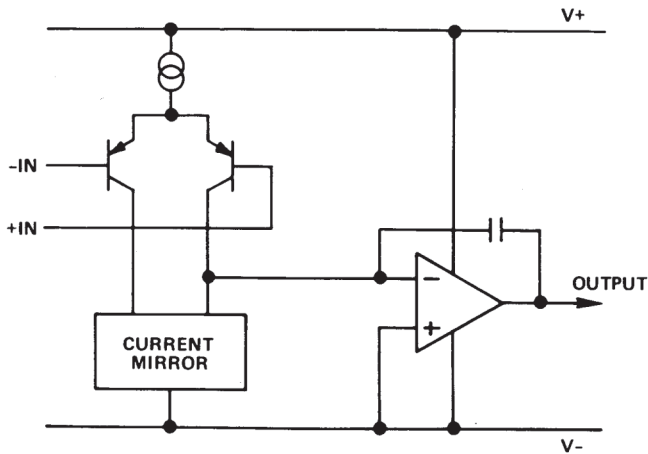 V+
-IN
+IN
−
+
OUTPUT
CURRENT
MIRROR
V-